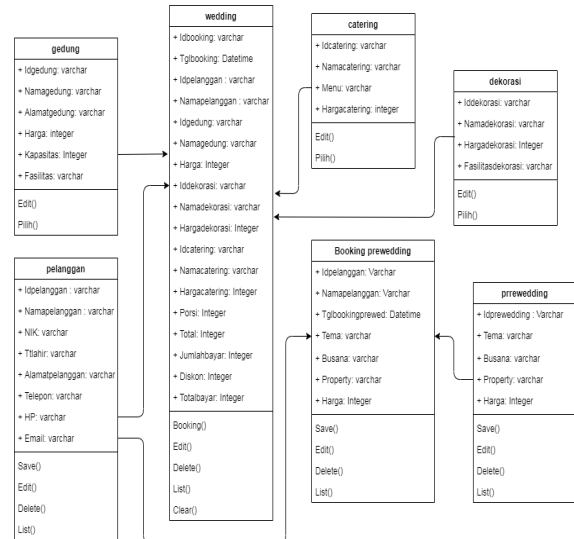 gedung
+ Idgedung: varchar
+ Namagedung: varchar
+ Alamatgedung: varchar
+ Harga: integer
+ Kapasitas: Integer
+ Fasilitas: varchar
Edit()
Pilih()
pelanggan
+ Idpelanggan : varchar
+ Namapelanggan : varchar
+ NIK: varchar
+ Ttlahir: varchar
+ Alamatpelanggan: varchar
+ Telepon: varchar
+ HP: varchar
+ Email: varchar
Save()
Edit()
Delete()
List()
wedding
+ Idbooking: varchar
+ Tglbooking: Datetime
+ Idpelanggan : varchar
+ Namapelanggan : varchar
+ Idgedung: varchar
+ Namagedung: varchar
+ Harga: Integer
+ Iddekorasi: varchar
+ Namadekorasi: varchar
+ Hargadekorasi: Integer
+ Idcatering: varchar
+ Namacatering: varchar
+ Hargacatering: Integer
+ Porsi: Integer
+ Total: Integer
+ Jumlahbayar: Integer
+ Diskon: Integer
+ Totalbayar: Integer
Booking()
Edit()
Delete()
List()
Clear()
catering
+ Idcatering: varchar
+ Namacatering: varchar
+ Menu: varchar
+ Hargacatering: integer
Edit()
Pilih()
dekorasi
+ Iddekorasi: varchar
+ Namadekorasi: varchar
+ Hargadekorasi: Integer
+ Fasilitasdekorasi: varchar
Edit()
Pilih()
Booking prewedding
+ Idpelanggan: Varchar
+ Namapelanggan: Varchar
+ Tglbookingprewed: Datetime
+ Tema: varchar
+ Busana: varchar
+ Property: varchar
+ Harga: Integer
Save()
Edit()
Delete()
List()
prrewedding
+ Idprewedding : Varchar
+ Tema: varchar
+ Busana: varchar
+ Property: varchar
+ Harga: Integer
Save()
Edit()
Delete()
List()